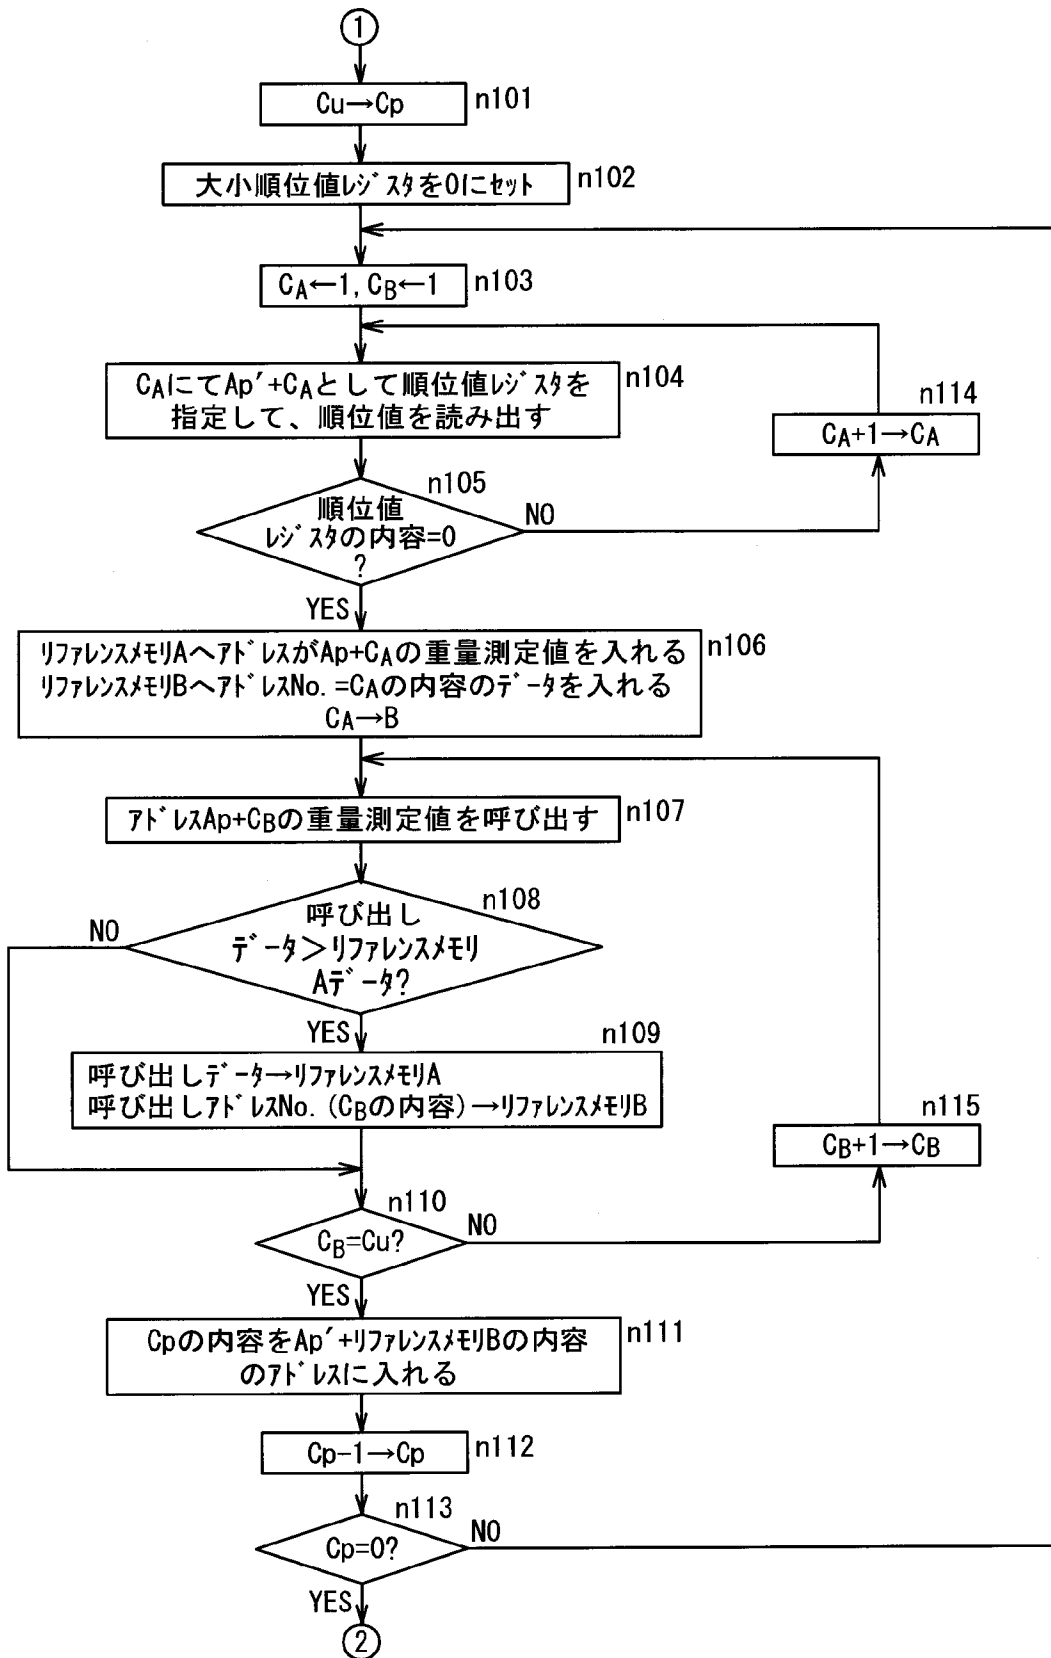 1
Cu→Cp
n101
大小順位値レジスタを0にセット
n102
CA←1, CB←1
n103
CAにてAp′+CAとして順位値レジスタを
指定して、順位値を読み出す
n104
n114
CA+1→CA
n105
順位値
レジスタの内容=0
?
NO
YES
リファレンスメモリAへアドレスがAp+CAの重量測定値を入れる
リファレンスメモリBへアドレスNo.=CAの内容のデータを入れる
CA→B
n106
アドレスAp+CBの重量測定値を呼び出す
n107
n108
呼び出し
データ>リファレンスメモリ
Aデータ?
NO
YES
n109
呼び出しデータ→リファレンスメモリA
呼び出しアドレスNo. (CBの内容)→リファレンスメモリB
n115
CB+1→CB
n110
CB=Cu?
NO
YES
Cpの内容をAp′+リファレンスメモリBの内容
のアドレスに入れる
n111
Cp-1→Cp
n112
n113
Cp=0?
NO
YES
2